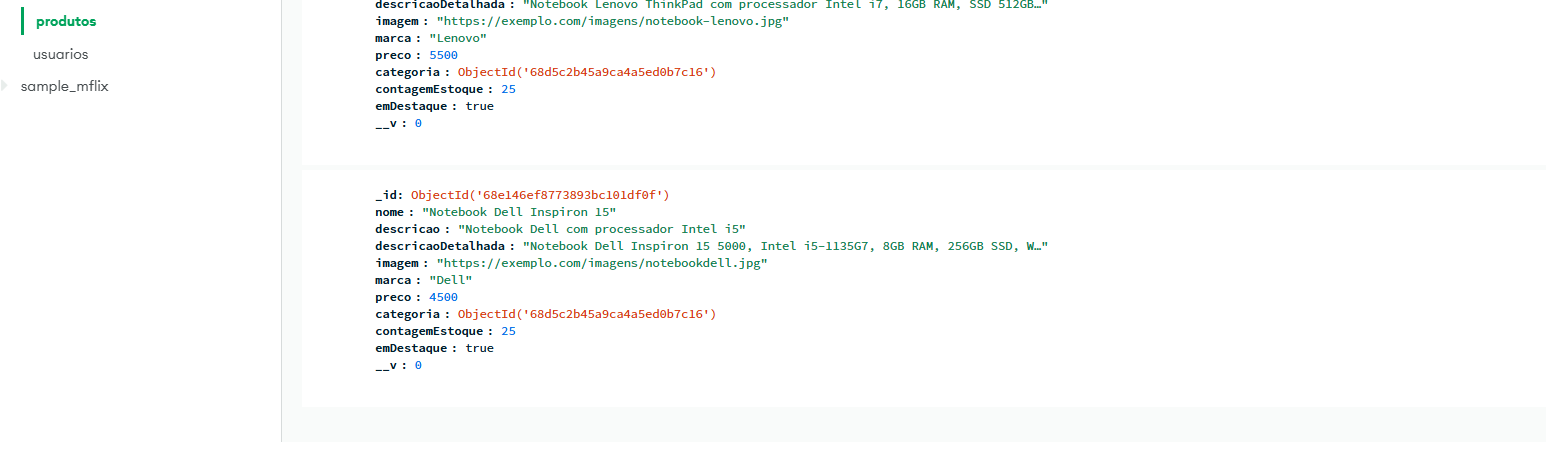 produtos
usuarios
sample_mflix
descricaoDetalhada : "Notebook Lenovo ThinkPad com processador Intel i7, 16GB RAM, SSD 512GB…"
imagem : "https://exemplo.com/imagens/notebook-lenovo.jpg"
marca : "Lenovo"
preco : 5500
categoria : ObjectId('68d5c2b45a9ca4a5ed0b7c16')
contagemEstoque : 25
emDestaque : true
__v : 0
_id: ObjectId('68e146ef8773893bc101df0f')
nome : "Notebook Dell Inspiron 15"
descricao : "Notebook Dell com processador Intel i5"
descricaoDetalhada : "Notebook Dell Inspiron 15 5000, Intel i5-1135G7, 8GB RAM, 256GB SSD, W…"
imagem : "https://exemplo.com/imagens/notebookdell.jpg"
marca : "Dell"
preco : 4500
categoria : ObjectId('68d5c2b45a9ca4a5ed0b7c16')
contagemEstoque : 25
emDestaque : true
__v : 0